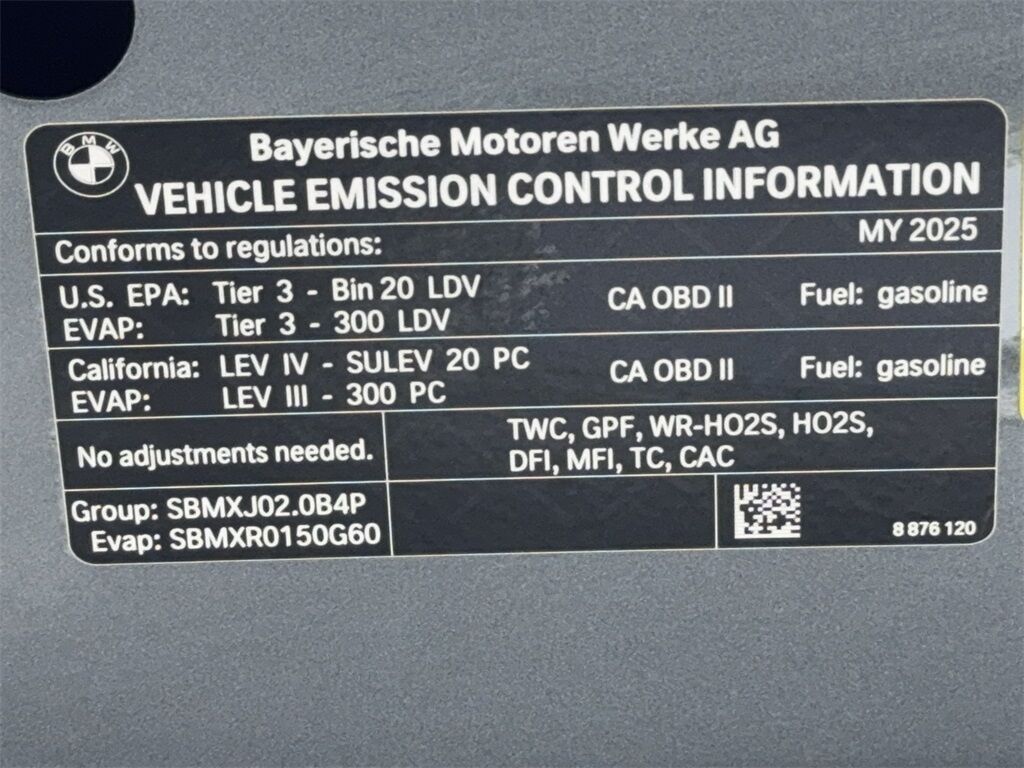 BMW
Bayerische Motoren Werke AG
VEHICLE EMISSION CONTROL INFORMATION
Conforms to regulations: MY 2025
U.S. EPA: Tier 3 - Bin 20 LDV CA OBD II Fuel: gasoline
EVAP: Tier 3 - 300 LDV
California: LEV IV - SULEV 20 PC CA OBD II Fuel: gasoline
EVAP: LEV III - 300 PC
No adjustments needed.
TWC, GPF, WR-HO2S, HO2S,
DFI, MFI, TC, CAC
Group: SBMXJ02.0B4P
Evap: SBMXR0150G60
8 876 120